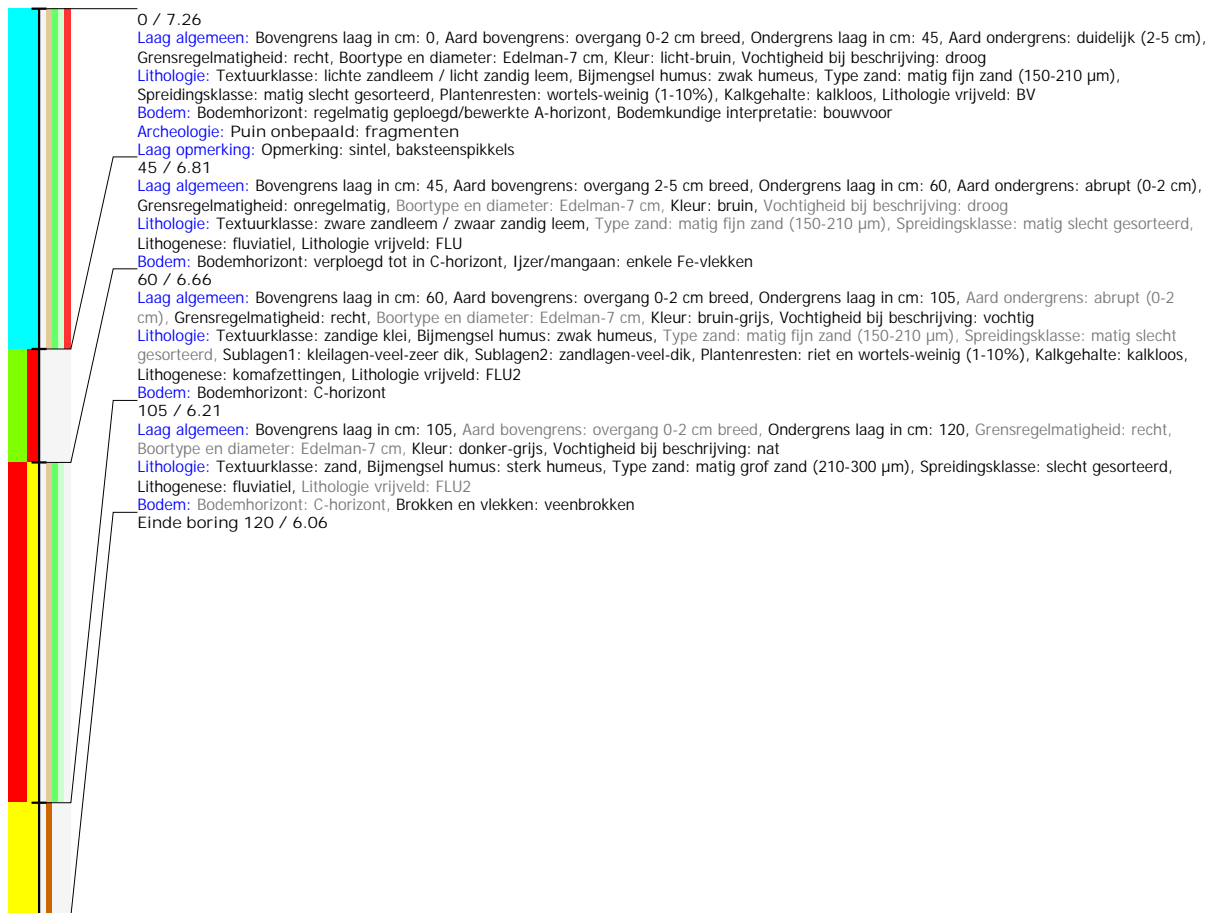 0 / 7.26
Laag algemeen: Bovengrens laag in cm: 0, Aard bovengrens: overgang 0-2 cm breed, Ondergrens laag in cm: 45, Aard ondergrens: duidelijk (2-5 cm),
Grensregelmatigheid: recht, Boortype en diameter: Edelman-7 cm, Kleur: licht-bruin, Vochtigheid bij beschrijving: droog
Lithologie: Textuurklasse: lichte zandleem / licht zandig leem, Bijmengsel humus: zwak humeus, Type zand: matig fijn zand (150-210 µm),
Spreidingsklasse: matig slecht gesorteerd, Plantenresten: wortels-weinig (1-10%), Kalkgehalte: kalkloos, Lithologie vrijveld: BV
Bodem: Bodemhorizont: regelmatig geploegd/bewerkte A-horizont, Bodemkundige interpretatie: bouwvoor
Archeologie: Puin onbepaald: fragmenten
Laag opmerking: Opmerking: sintel, baksteenspikkels
45 / 6.81
Laag algemeen: Bovengrens laag in cm: 45, Aard bovengrens: overgang 2-5 cm breed, Ondergrens laag in cm: 60, Aard ondergrens: abrupt (0-2 cm),
Grensregelmatigheid: onregelmatig, Boortype en diameter: Edelman-7 cm, Kleur: bruin, Vochtigheid bij beschrijving: droog
Lithologie: Textuurklasse: zware zandleem / zwaar zandig leem, Type zand: matig fijn zand (150-210 µm), Spreidingsklasse: matig slecht gesorteerd,
Lithogenese: fluviatiel, Lithologie vrijveld: FLU
Bodem: Bodemhorizont: verploegd tot in C-horizont, Ijzer/mangaan: enkele Fe-vlekken
60 / 6.66
Laag algemeen: Bovengrens laag in cm: 60, Aard bovengrens: overgang 0-2 cm breed, Ondergrens laag in cm: 105, Aard ondergrens: abrupt (0-2
cm), Grensregelmatigheid: recht, Boortype en diameter: Edelman-7 cm, Kleur: bruin-grijs, Vochtigheid bij beschrijving: vochtig
Lithologie: Textuurklasse: zandige klei, Bijmengsel humus: zwak humeus, Type zand: matig fijn zand (150-210 µm), Spreidingsklasse: matig slecht
gesorteerd, Sublagen1: kleilagen-veel-zeer dik, Sublagen2: zandlagen-veel-dik, Plantenresten: riet en wortels-weinig (1-10%), Kalkgehalte: kalkloos,
Lithogenese: komafzettingen, Lithologie vrijveld: FLU2
Bodem: Bodemhorizont: C-horizont
105 / 6.21
Laag algemeen: Bovengrens laag in cm: 105, Aard bovengrens: overgang 0-2 cm breed, Ondergrens laag in cm: 120, Grensregelmatigheid: recht,
Boortype en diameter: Edelman-7 cm, Kleur: donker-grijs, Vochtigheid bij beschrijving: nat
Lithologie: Textuurklasse: zand, Bijmengsel humus: sterk humeus, Type zand: matig grof zand (210-300 µm), Spreidingsklasse: slecht gesorteerd,
Lithogenese: fluviatiel, Lithologie vrijveld: FLU2
Bodem: Bodemhorizont: C-horizont, Brokken en vlekken: veenbrokken
Einde boring 120 / 6.06